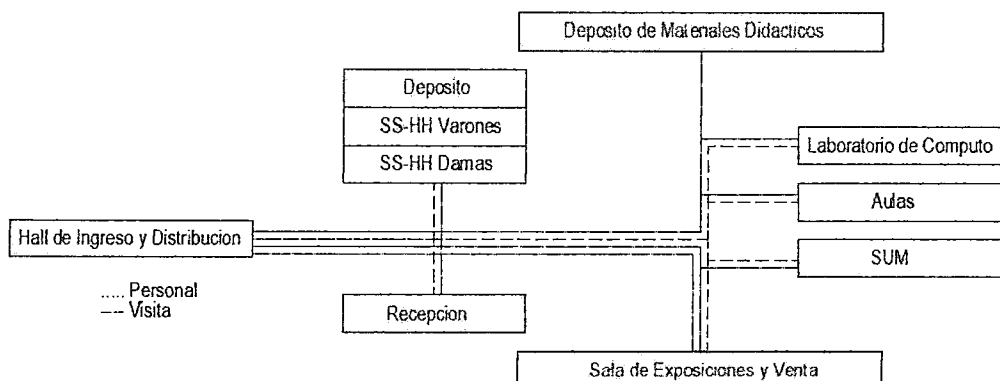 Deposito de Materiales Didacticos
Deposito
SS-HH Varones
SS-HH Damas
Laboratorio de Computo
Aulas
Hall de Ingreso y Distribucion
SUM
..... Personal
--- Visita
Recepcion
Sala de Exposiciones y Venta